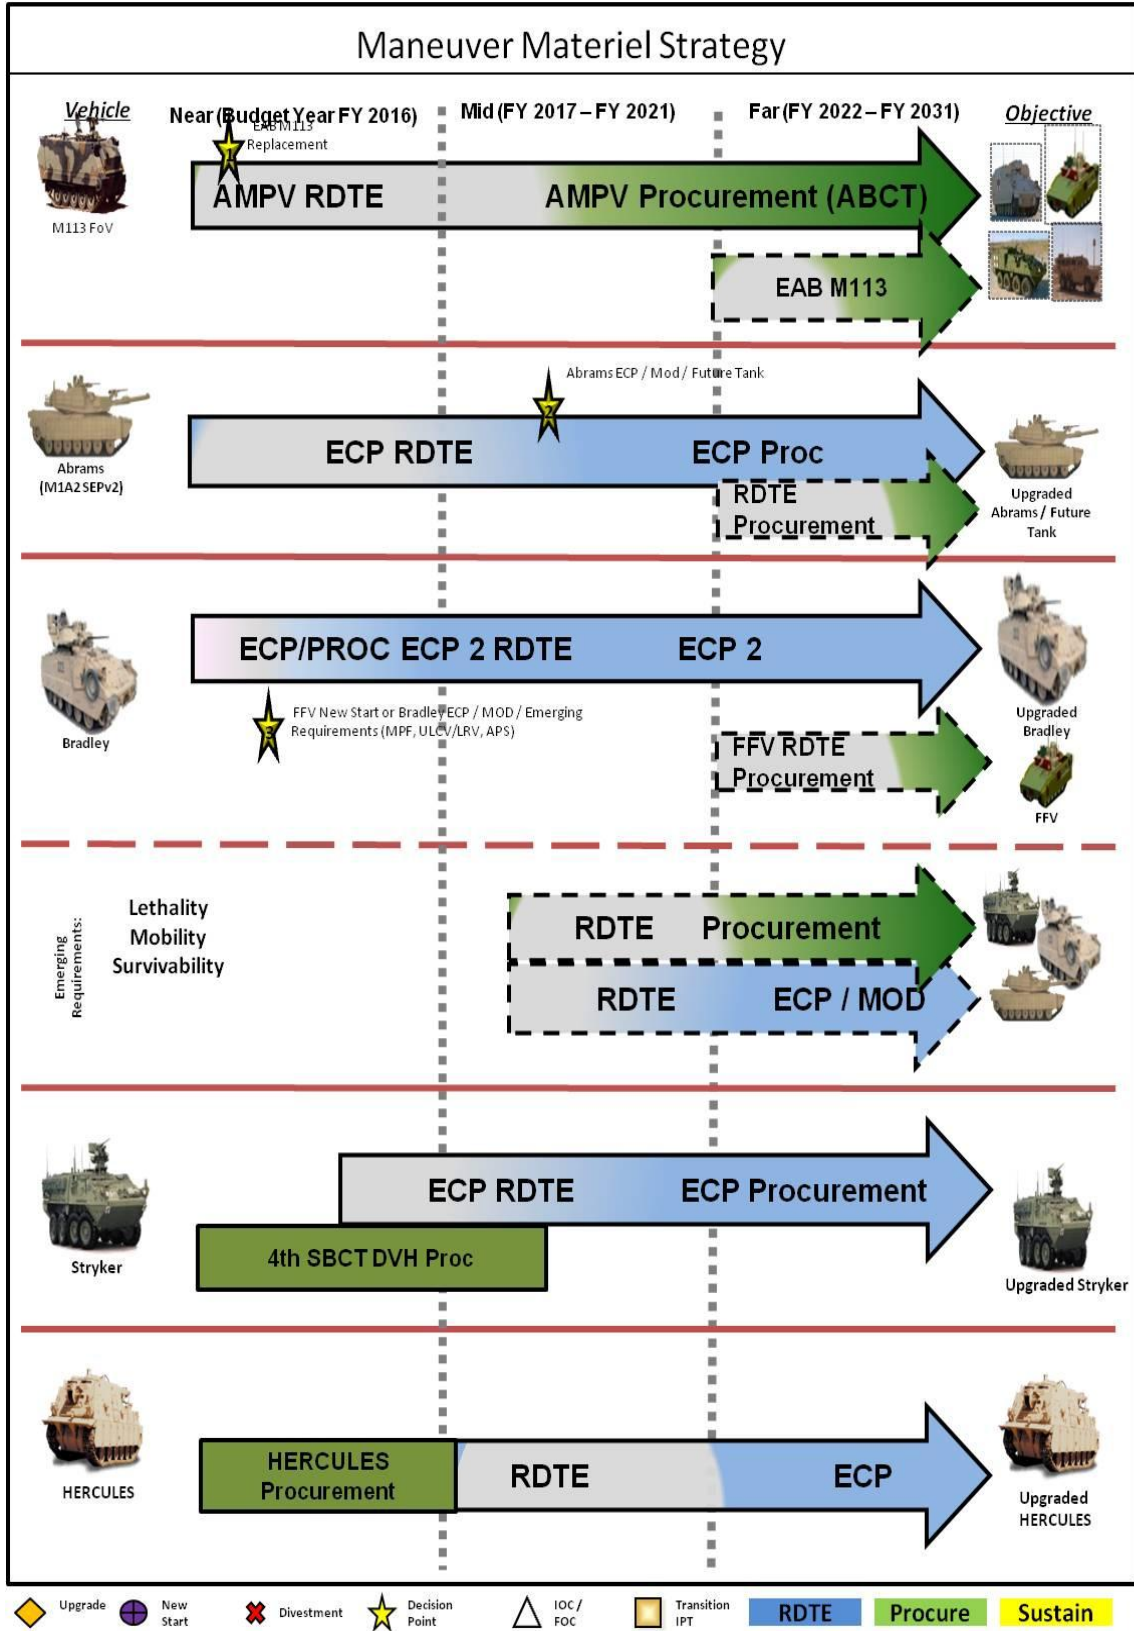 Maneuver Materiel Strategy
Vehicle
Near (Budget Year FY 2016)
Mid (FY 2017 – FY 2021)
Far (FY 2022 – FY 2031)
Objective
1
EAB M113
Replacement
M113 FoV
AMPV RDTE
AMPV Procurement (ABCT)
EAB M113
2
Abrams ECP / Mod / Future Tank
Abrams
(M1A2 SEPv2)
ECP RDTE
ECP Proc
RDTE
Procurement
Upgraded
Abrams / Future
Tank
Bradley
ECP/PROC ECP 2 RDTE
ECP 2
3
FFV New Start or Bradley ECP / MOD / Emerging
Requirements (MPF, ULCV/LRV, APS)
FFV RDTE
Procurement
Upgraded
Bradley
FFV
Emerging
Requirements:
Lethality
Mobility
Survivability
RDTE
Procurement
RDTE
ECP / MOD
Stryker
ECP RDTE
ECP Procurement
4th SBCT DVH Proc
Upgraded Stryker
HERCULES
HERCULES
Procurement
RDTE
ECP
Upgraded
HERCULES
Upgrade
New
Start
Divestment
Decision
Point
IOC /
FOC
Transition
IPT
RDTE
Procure
Sustain